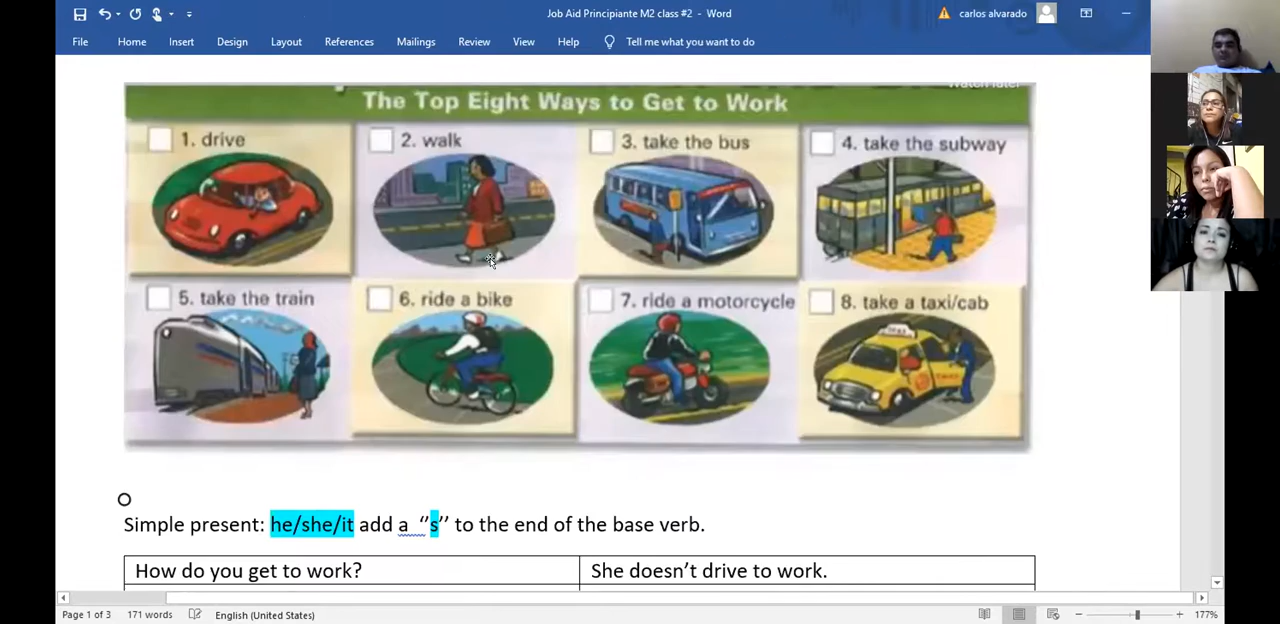 Job Aid Principiante M2 class #2 - Word
carlos alvarado
File Home Insert Design Layout References Mailings Review View Help Tell me what you want to do
Watch later
The Top Eight Ways to Get to Work
1. drive 2. walk 3. take the bus 4. take the subway
5. take the train 6. ride a bike 7. ride a motorcycle 8. take a taxi/cab
TAXI
Simple present: he/she/it add a ‘‘s’’ to the end of the base verb.
How do you get to work? She doesn’t drive to work.
Page 1 of 3 171 words English (United States) 177%